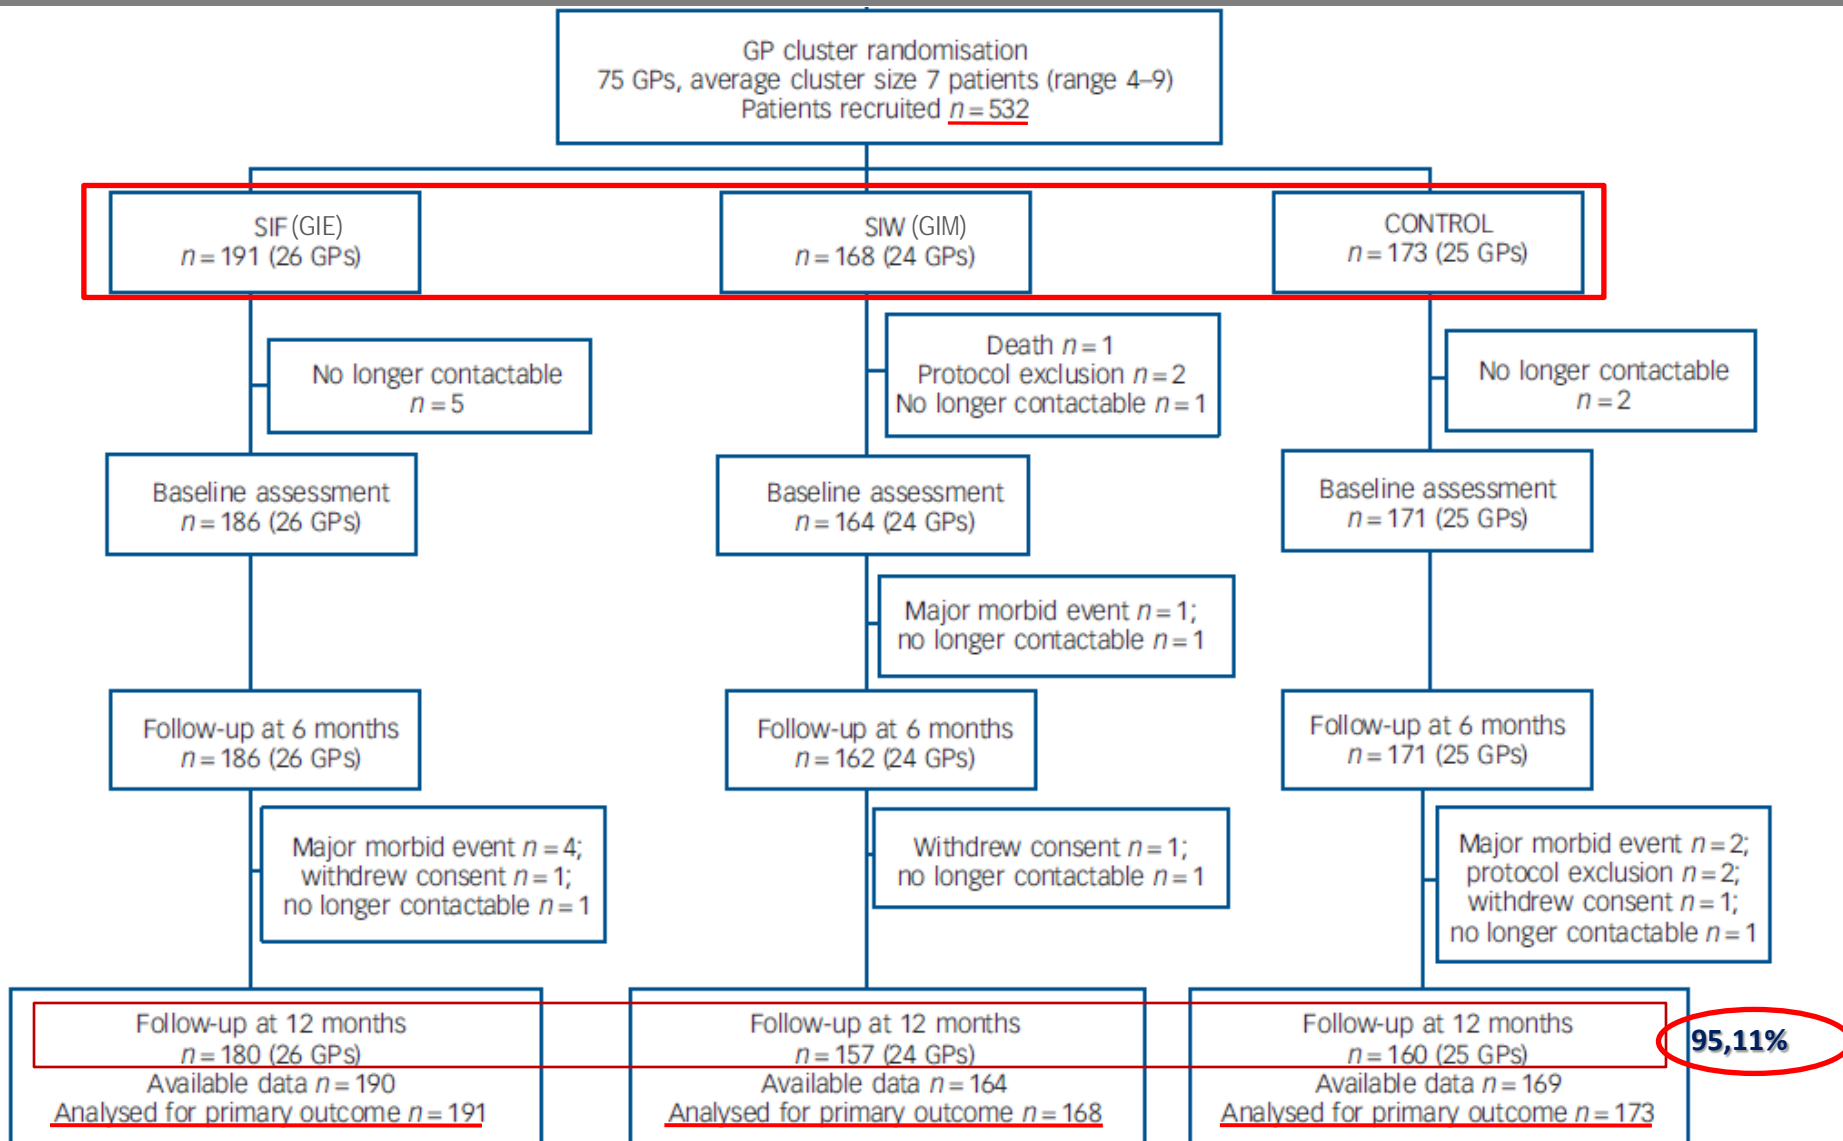 GP cluster randomisation
75 GPs, average cluster size 7 patients (range 4–9)
Patients recruited n=532
SIF (GIE)
n=191 (26 GPs)
SIW (GIM)
n=168 (24 GPs)
CONTROL
n=173 (25 GPs)
No longer contactable
n=5
Death n=1
Protocol exclusion n=2
No longer contactable n=1
No longer contactable
n=2
Baseline assessment
n=186 (26 GPs)
Baseline assessment
n=164 (24 GPs)
Baseline assessment
n=171 (25 GPs)
Major morbid event n=1;
no longer contactable n=1
Follow-up at 6 months
n=186 (26 GPs)
Follow-up at 6 months
n=162 (24 GPs)
Follow-up at 6 months
n=171 (25 GPs)
Major morbid event n=4;
withdrew consent n=1;
no longer contactable n=1
Withdrew consent n=1;
no longer contactable n=1
Major morbid event n=2;
protocol exclusion n=2;
withdrew consent n=1;
no longer contactable n=1
Follow-up at 12 months
n=180 (26 GPs)
Available data n=190
Analysed for primary outcome n=191
Follow-up at 12 months
n=157 (24 GPs)
Available data n=164
Analysed for primary outcome n=168
Follow-up at 12 months
n=160 (25 GPs)
Available data n=169
Analysed for primary outcome n=173
95,11%